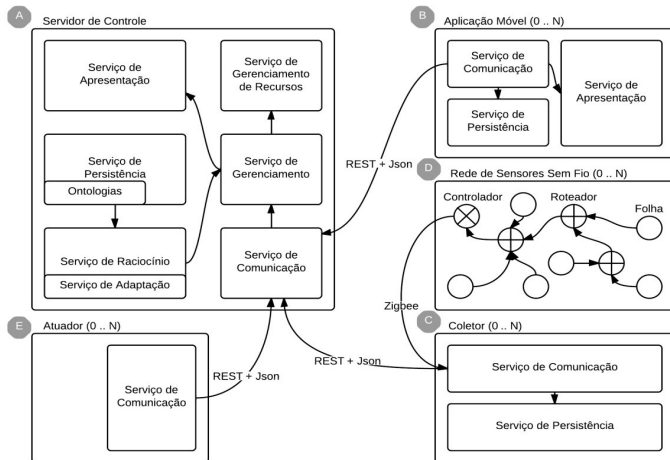 A
Servidor de Controle
Serviço de
Apresentação
Serviço de
Gerenciamento
de Recursos
Serviço de
Persistência
Ontologias
Serviço de
Gerenciamento
Serviço de Raciocínio
Serviço de Adaptação
Serviço de
Comunicação
B
Aplicação Móvel (0 .. N)
Serviço de
Comunicação
Serviço de
Persistência
Serviço de
Apresentação
REST + Json
D
Rede de Sensores Sem Fio (0 .. N)
Controlador
Roteador
Folha
Zigbee
E
Atuador (0 .. N)
Serviço de
Comunicação
REST + Json
REST + Json
C
Coletor (0 .. N)
Serviço de Comunicação
Serviço de Persistência